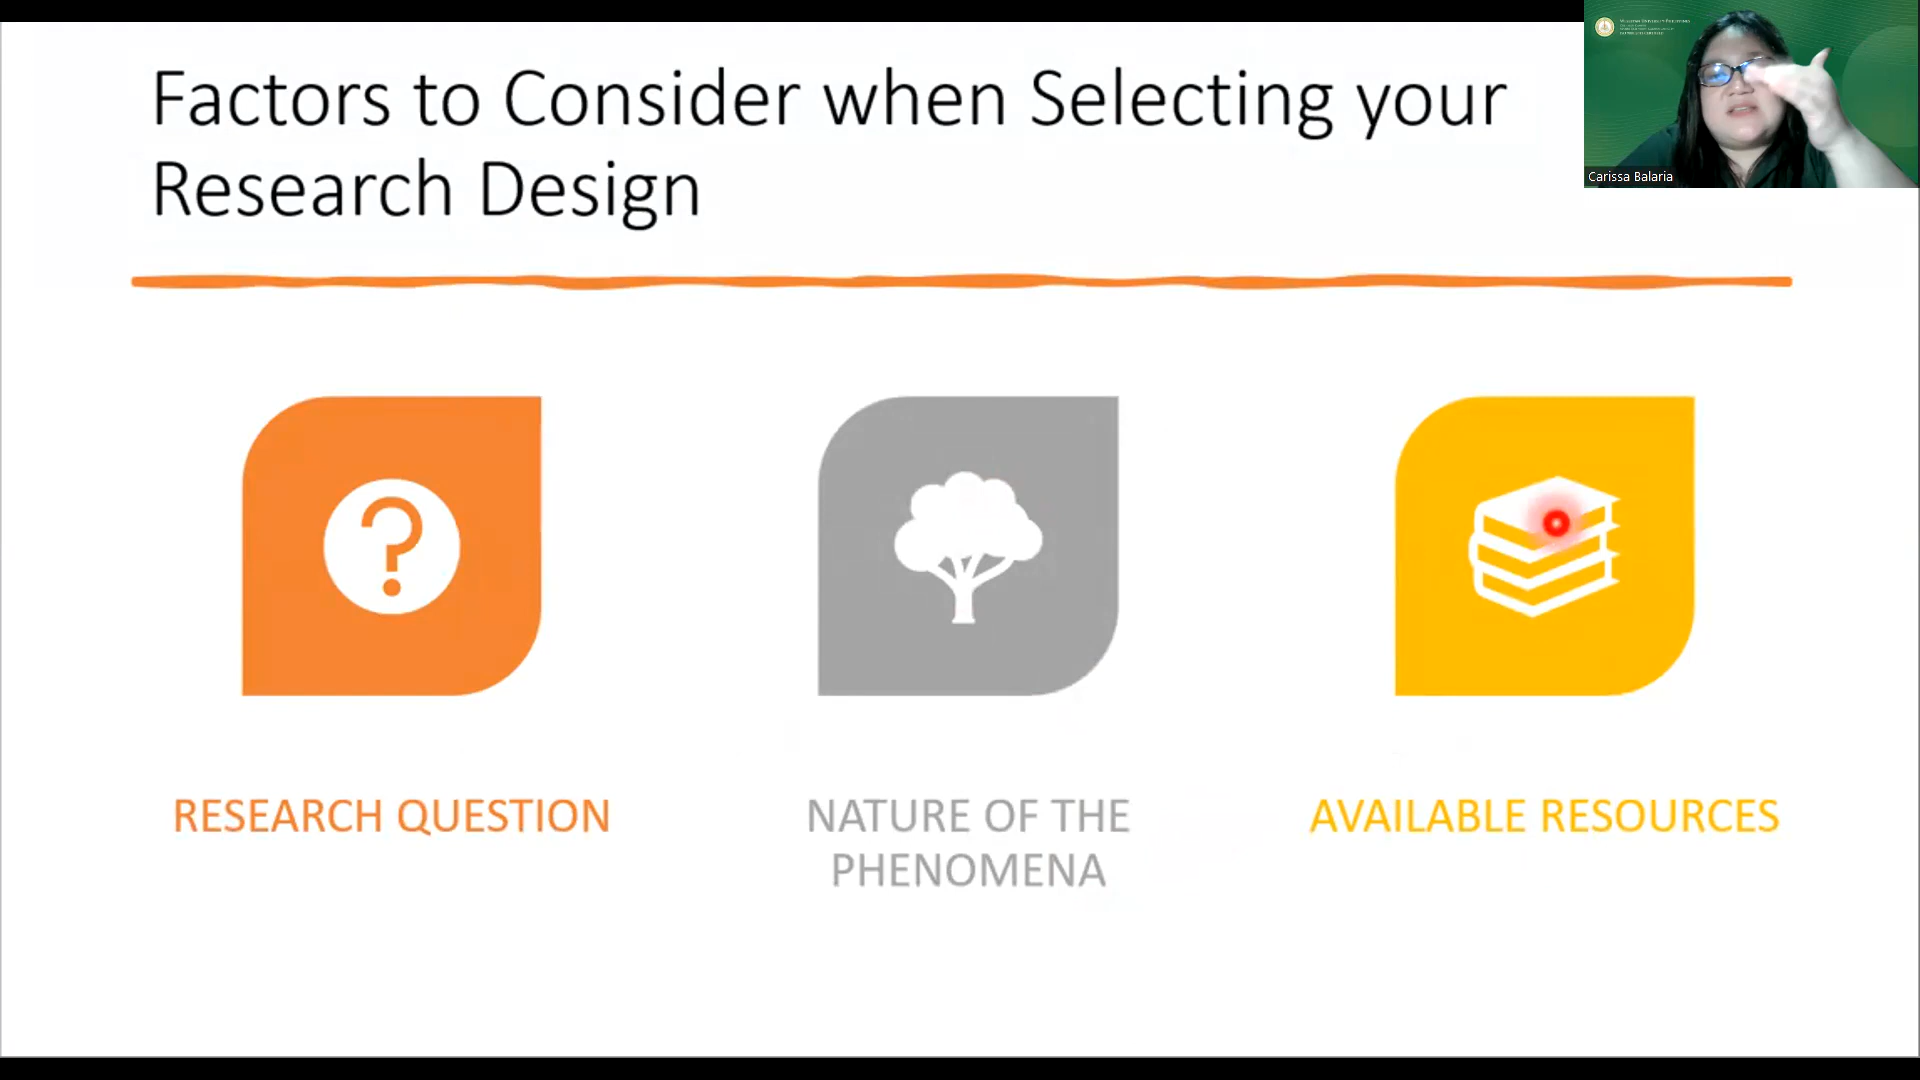 Factors to Consider when Selecting your
Research Design
Carissa Balaria
?
RESEARCH QUESTION
NATURE OF THE
PHENOMENA
AVAILABLE RESOURCES